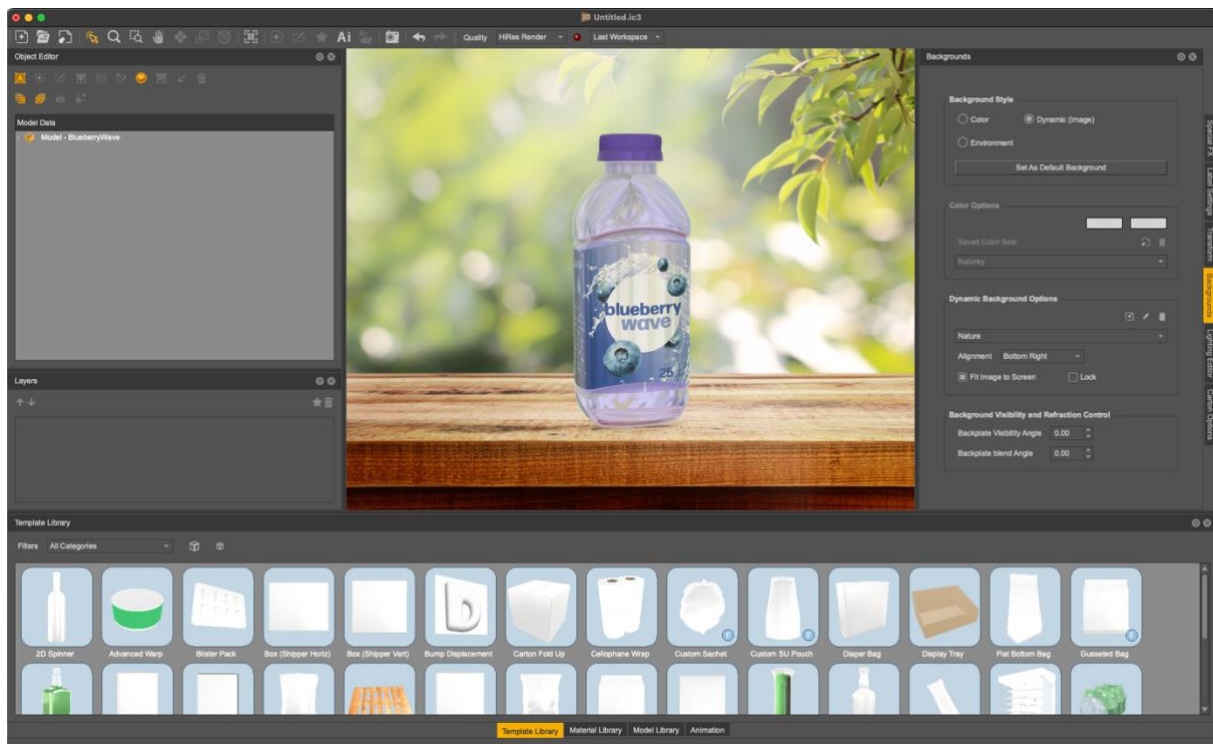 Untitled.ic3
Ai
Quality HiRes Render Last Workspace
Object Editor
Model Data
Model - BlueberryWave
Layers
blueberry
wave
25
Backgrounds
Background Style
Color Dynamic (Image)
Environment
Set As Default Background
Color Options
Saved Color Sets
Naturey
Dynamic Background Options
Nature
Alignment Bottom Right
Fit Image to Screen Lock
Background Visibility and Refraction Control
Backplate Visibility Angle 0.00
Backplate blend Angle 0.00
Special FX
Label Settings
Transform
Backgrounds
Lighting Editor
Carton Options
Template Library
Filters All Categories
2D Spinner Advanced Warp Blister Pack Box (Shipper Horiz) Box (Shipper Vert) Bump Displacement Carton Fold Up Cellophane Wrap Custom Sachet Custom SU Pouch Diaper Bag Display Tray Flat Bottom Bag Gusseted Bag
Template Library Material Library Model Library Animation